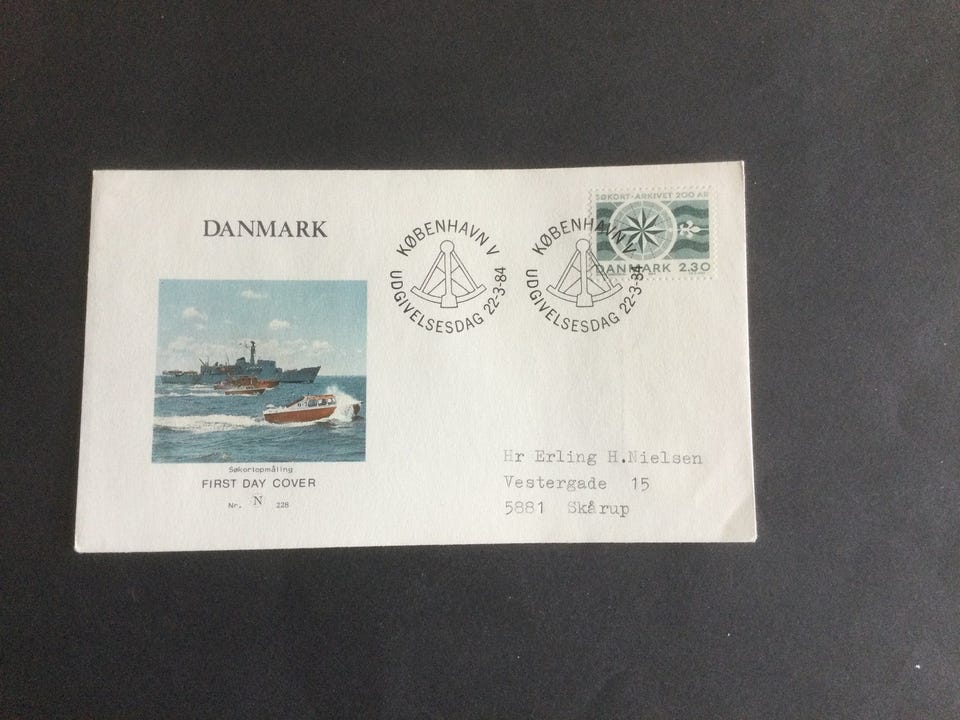 DANMARK
KØBENHAVN V
UDGIVELSESDAG 22-3-84
KØBENHAVN V
UDGIVELSESDAG 22-3-84
SØKORT-ARKIVET 200 ÅR
DANMARK 2.30
Søkortopmåling
FIRST DAY COVER
Nr. N 228
Hr Erling H.Nielsen
Vestergade 15
5881 Skårup